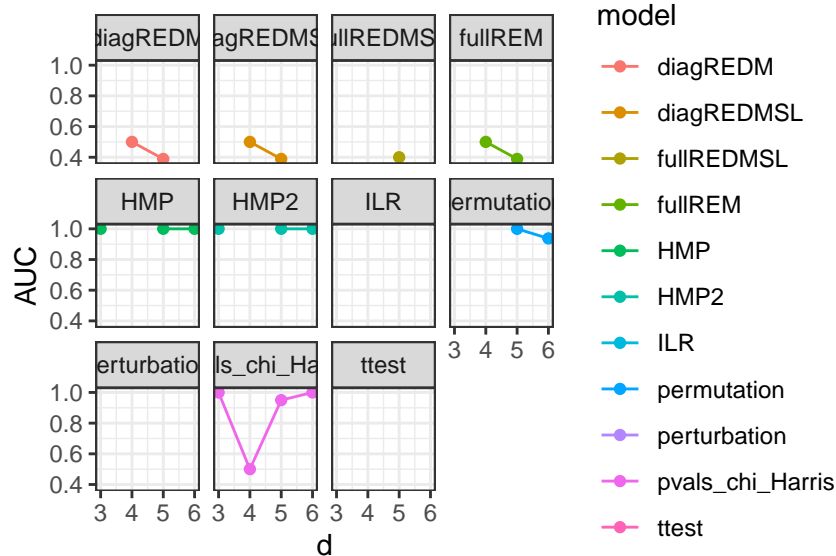 diagREDM agREDMS ullREDMS fullREM
1.0
0.8
0.6
0.4
HMP HMP2 ILR ermutatio
1.0
0.8
0.6
0.4
3 4 5 6
erturbatio ls_chi_Ha ttest
1.0
0.8
0.6
0.4
3 4 5 6 3 4 5 6 3 4 5 6
AUC
d
model
diagREDM
diagREDMSL
fullREDMSL
fullREM
HMP
HMP2
ILR
permutation
perturbation
pvals_chi_Harris
ttest